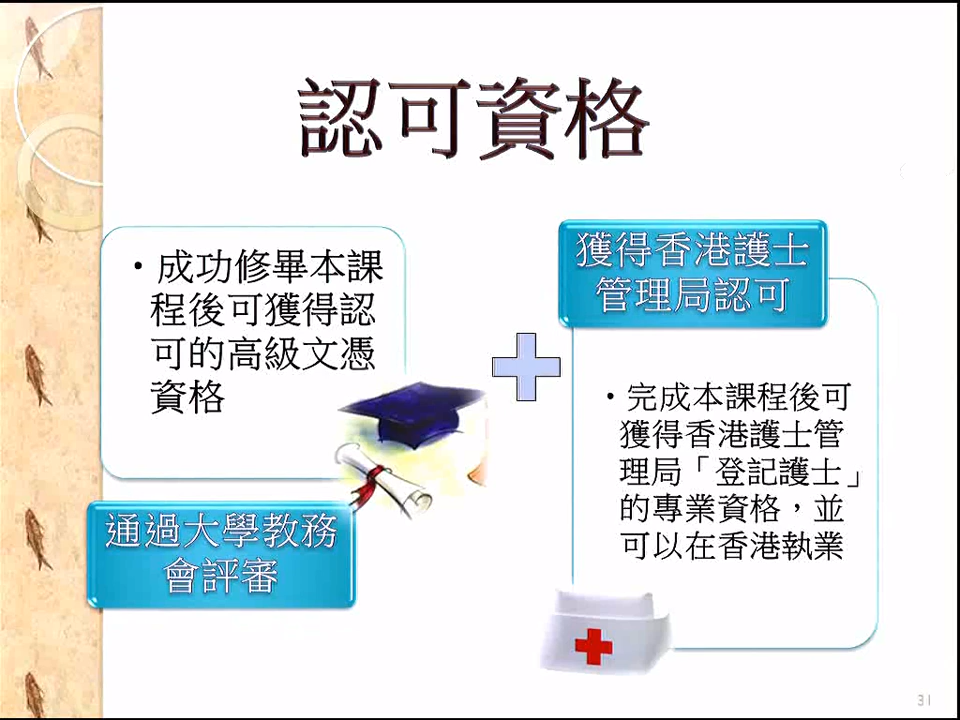 認可資格
• 成功修畢本課
程後可獲得認
可的高級文憑
資格
通過大學教務
會評審
獲得香港護士
管理局認可
• 完成本課程後可
獲得香港護士管
理局「登記護士」
的專業資格，並
可以在香港執業
31